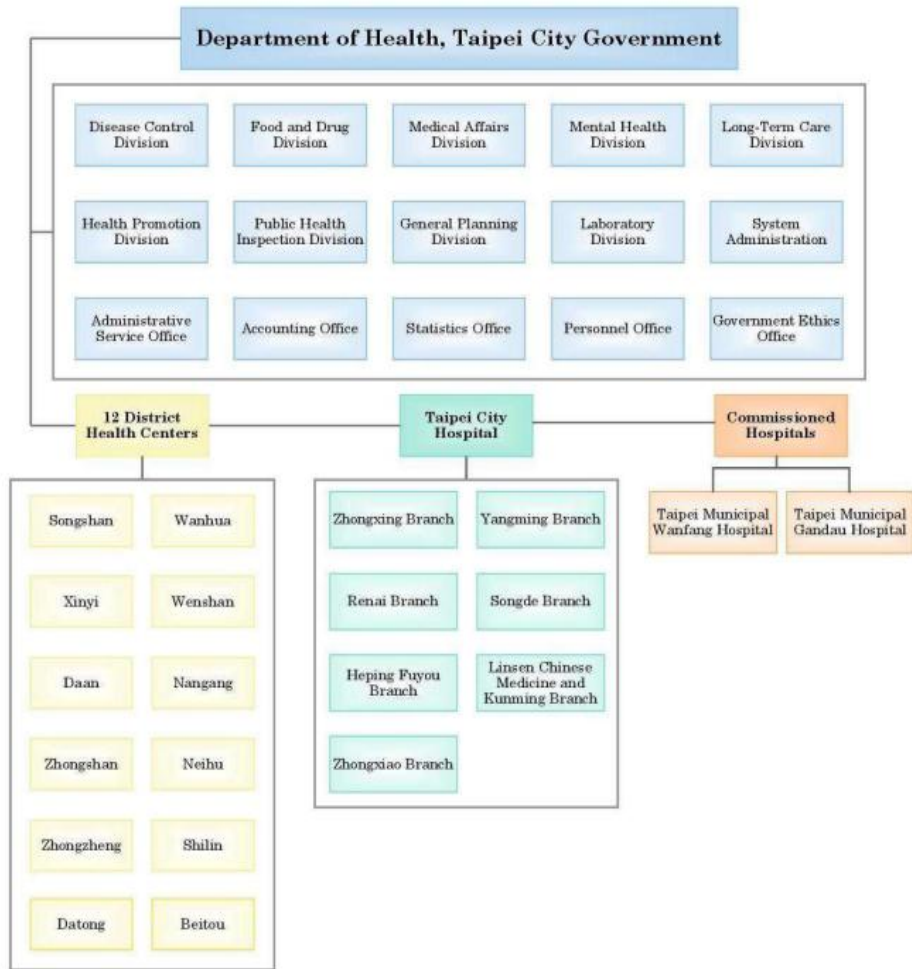 Department of Health, Taipei City Government
Disease Control
Division
Food and Drug
Division
Medical Affairs
Division
Mental Health
Division
Long-Term Care
Division
Health Promotion
Division
Public Health
Inspection Division
General Planning
Division
Laboratory
Division
System
Administration
Administrative
Service Office
Accounting Office
Statistics Office
Personnel Office
Government Ethics
Office
12 District
Health Centers
Taipei City
Hospital
Commissioned
Hospitals
Songshan
Wanhua
Xinyi
Wenshan
Daan
Nangang
Zhongshan
Neihu
Zhongzheng
Shilin
Datong
Beitou
Zhongxing Branch
Yangming Branch
Renai Branch
Songde Branch
Heping Fuyou
Branch
Linsen Chinese
Medicine and
Kunming Branch
Zhongxiao Branch
Taipei Municipal
Wanfang Hospital
Taipei Municipal
Gandau Hospital